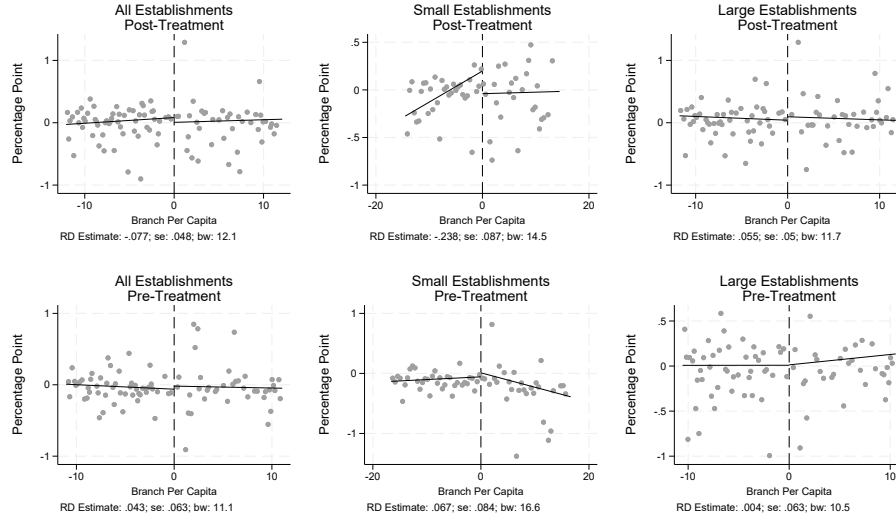 All Establishments
Post-Treatment
Percentage Point
1
0
-1
-10
0
10
Branch Per Capita
RD Estimate: -.077; se: .048; bw: 12.1
Small Establishments
Post-Treatment
Percentage Point
.5
0
-.5
-1
-20
0
20
Branch Per Capita
RD Estimate: -.238; se: .087; bw: 14.5
Large Establishments
Post-Treatment
Percentage Point
1
0
-1
-10
0
10
Branch Per Capita
RD Estimate: .055; se: .05; bw: 11.7
All Establishments
Pre-Treatment
Percentage Point
1
0
-1
-10
0
10
Branch Per Capita
RD Estimate: .043; se: .063; bw: 11.1
Small Establishments
Pre-Treatment
Percentage Point
1
0
-1
-20
0
20
Branch Per Capita
RD Estimate: .067; se: .084; bw: 16.6
Large Establishments
Pre-Treatment
Percentage Point
.5
0
-.5
-1
-10
0
10
Branch Per Capita
RD Estimate: .004; se: .063; bw: 10.5